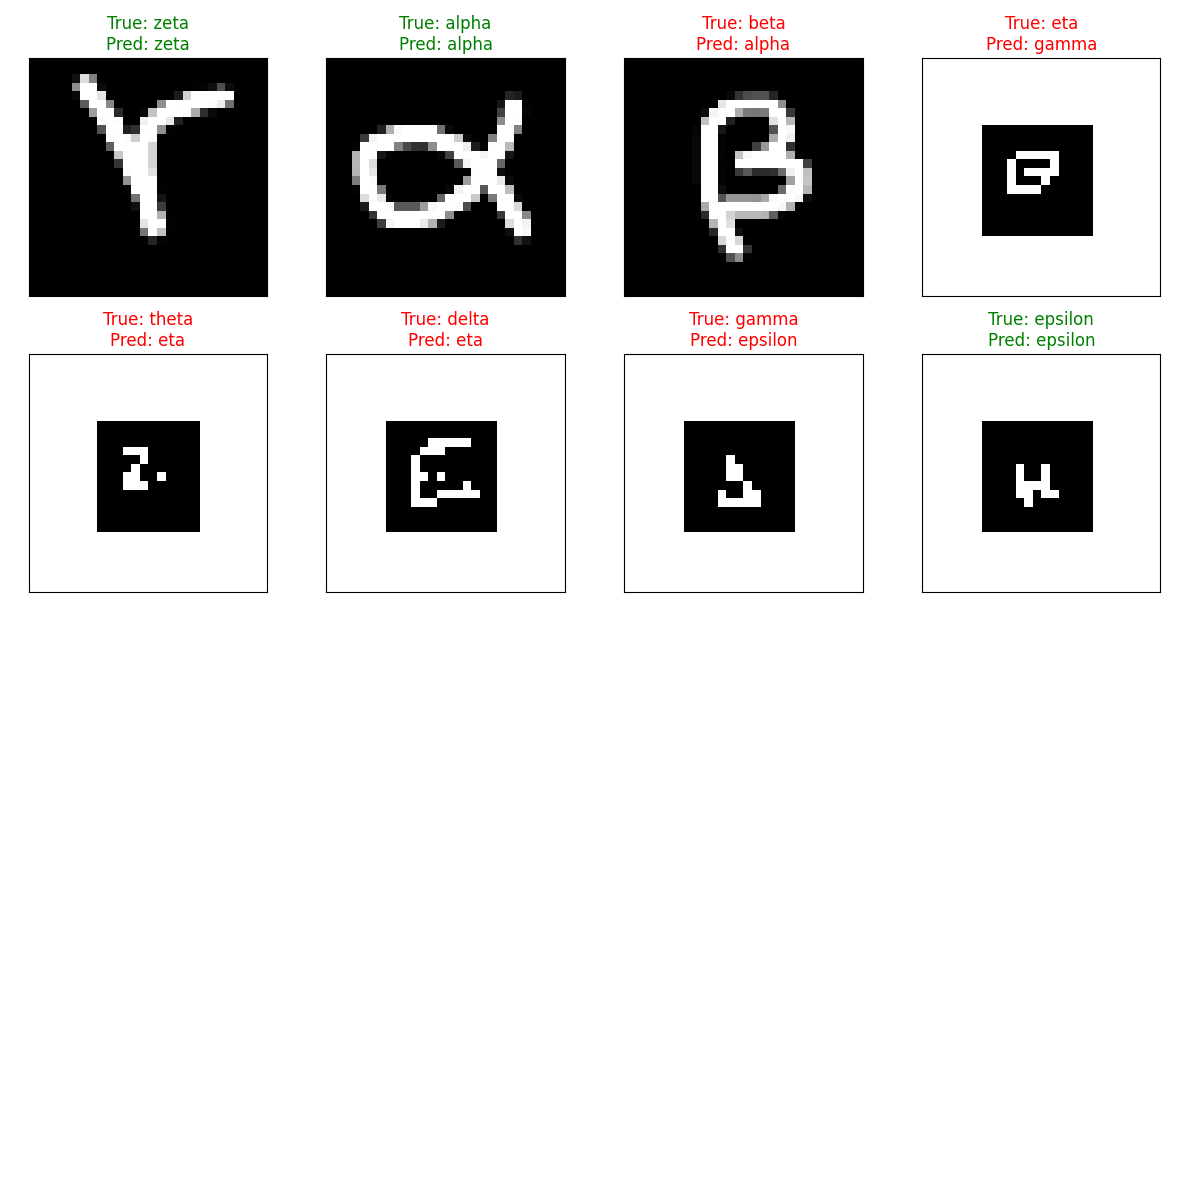 True: zeta
Pred: zeta
True: alpha
Pred: alpha
True: beta
Pred: alpha
True: eta
Pred: gamma
α
β
True: theta
Pred: eta
True: delta
Pred: eta
True: gamma
Pred: epsilon
True: epsilon
Pred: epsilon